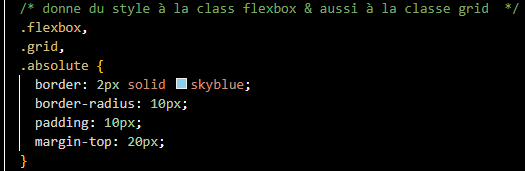 /* donne du style à la class flexbox & aussi à la classe grid  */
.flexbox,
.grid,
.absolute {
  border: 2px solid skyblue;
  border-radius: 10px;
  padding: 10px;
  margin-top: 20px;
}